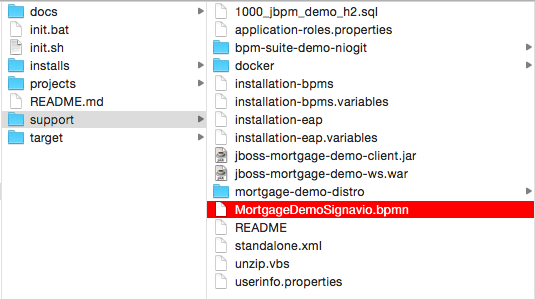 docs
init.bat
init.sh
installs
projects
README.md
support
target
1000_jbpm_demo_h2.sql
application-roles.properties
bpm-suite-demo-niogit
docker
installation-bpms
installation-bpms.variables
installation-eap
installation-eap.variables
jboss-mortgage-demo-client.jar
jboss-mortgage-demo-ws.war
mortgage-demo-distro
MortgageDemoSignavio.bpmn
README
standalone.xml
unzip.vbs
userinfo.properties